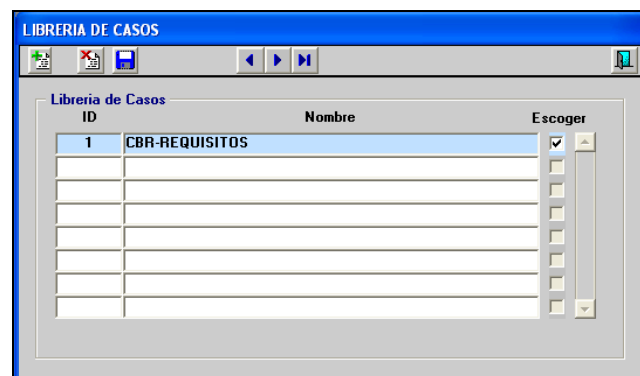 LIBRERIA DE CASOS
Libreria de Casos
ID Nombre Escoger
1 CBR-REQUISITOS